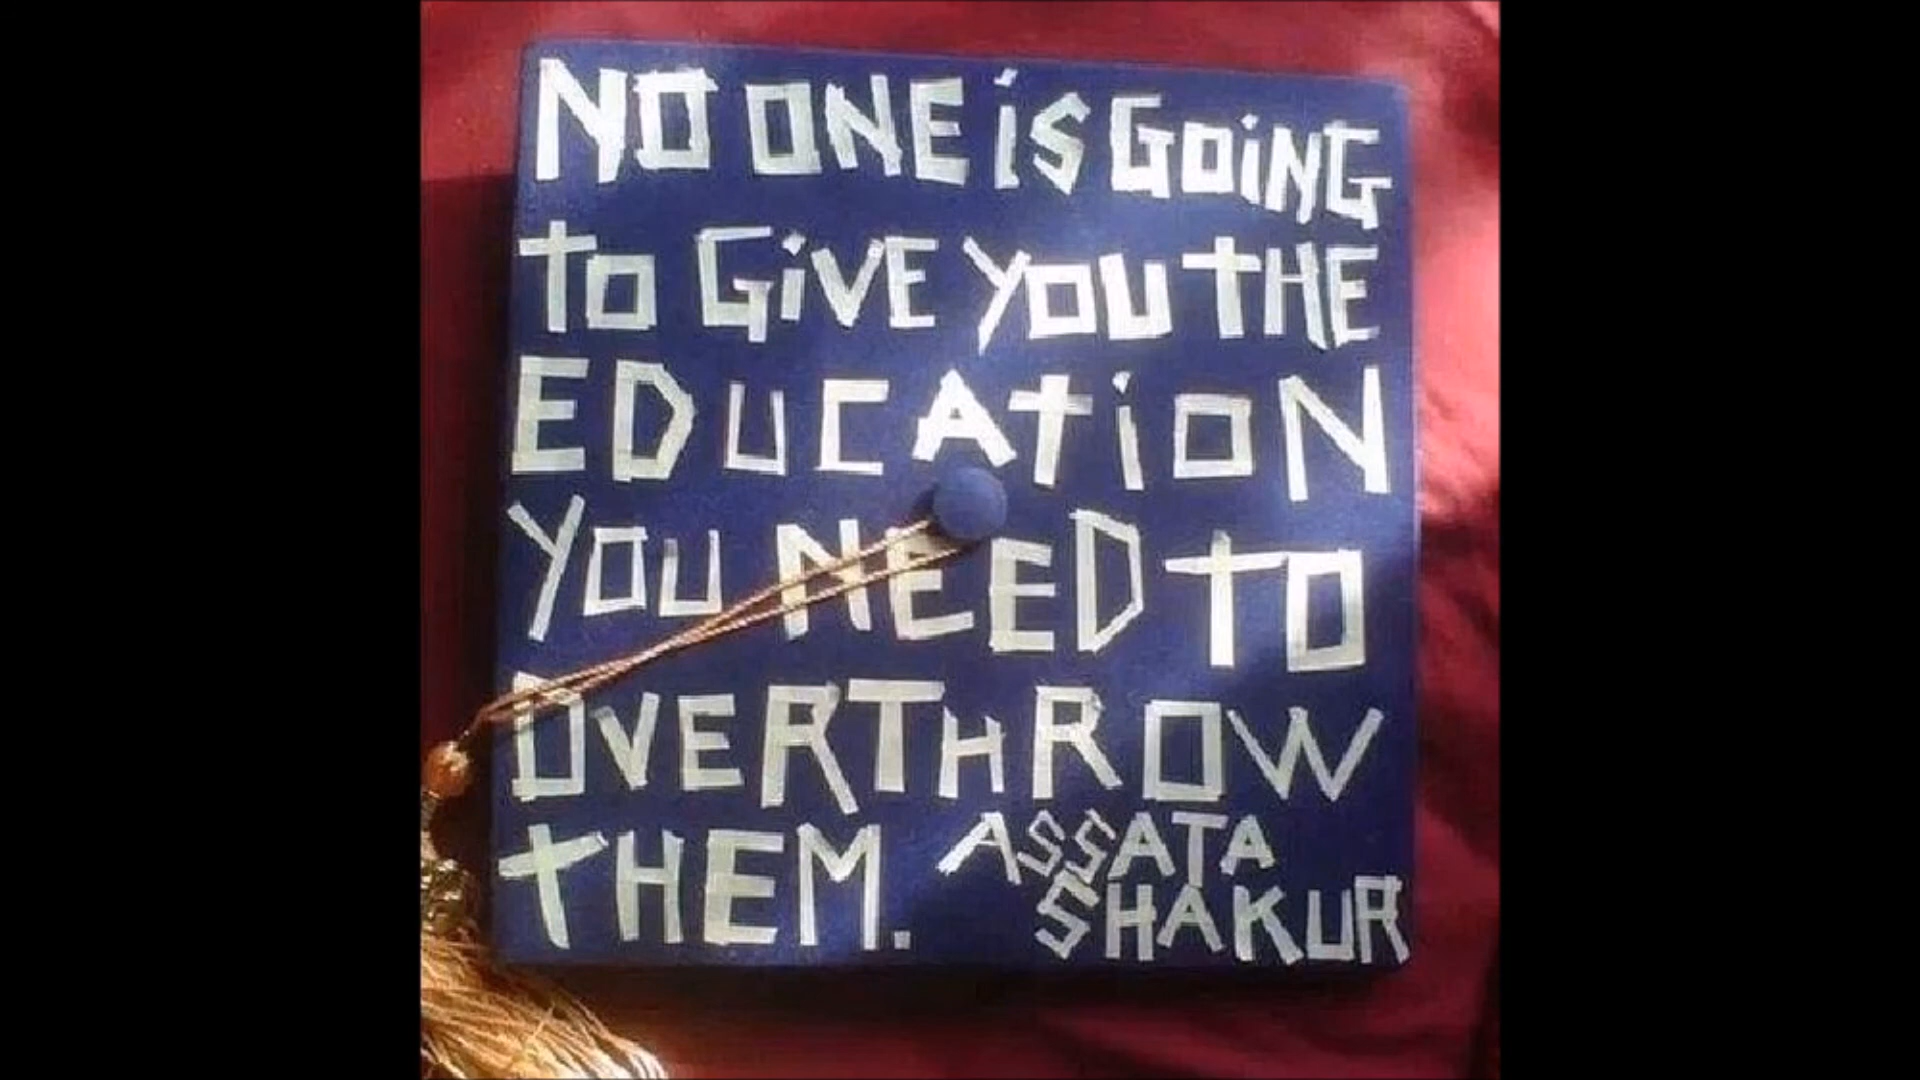 NO ONE iS GOiNG
to GiVE YOU tHE
EDUCAtiON
YOU NEED tO
OVERTHROW
tHEM. ASSATA
SHAKUR